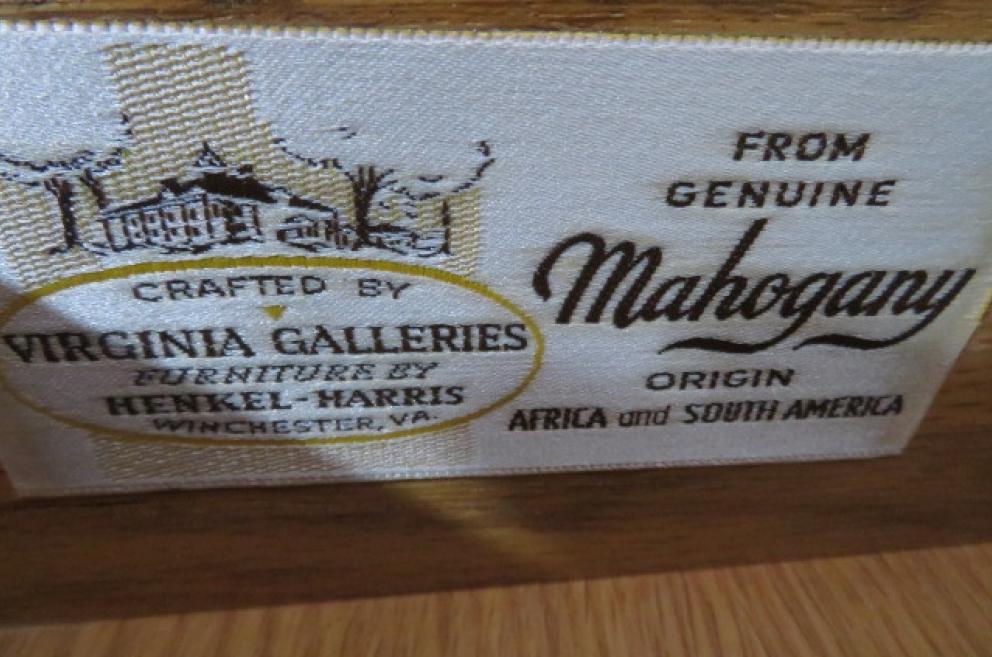 CRAFTED BY
VIRGINIA GALLERIES
FURNITURE BY
HENKEL-HARRIS
WINCHESTER, VA.
FROM
GENUINE
Mahogany
ORIGIN
AFRICA and SOUTH AMERICA